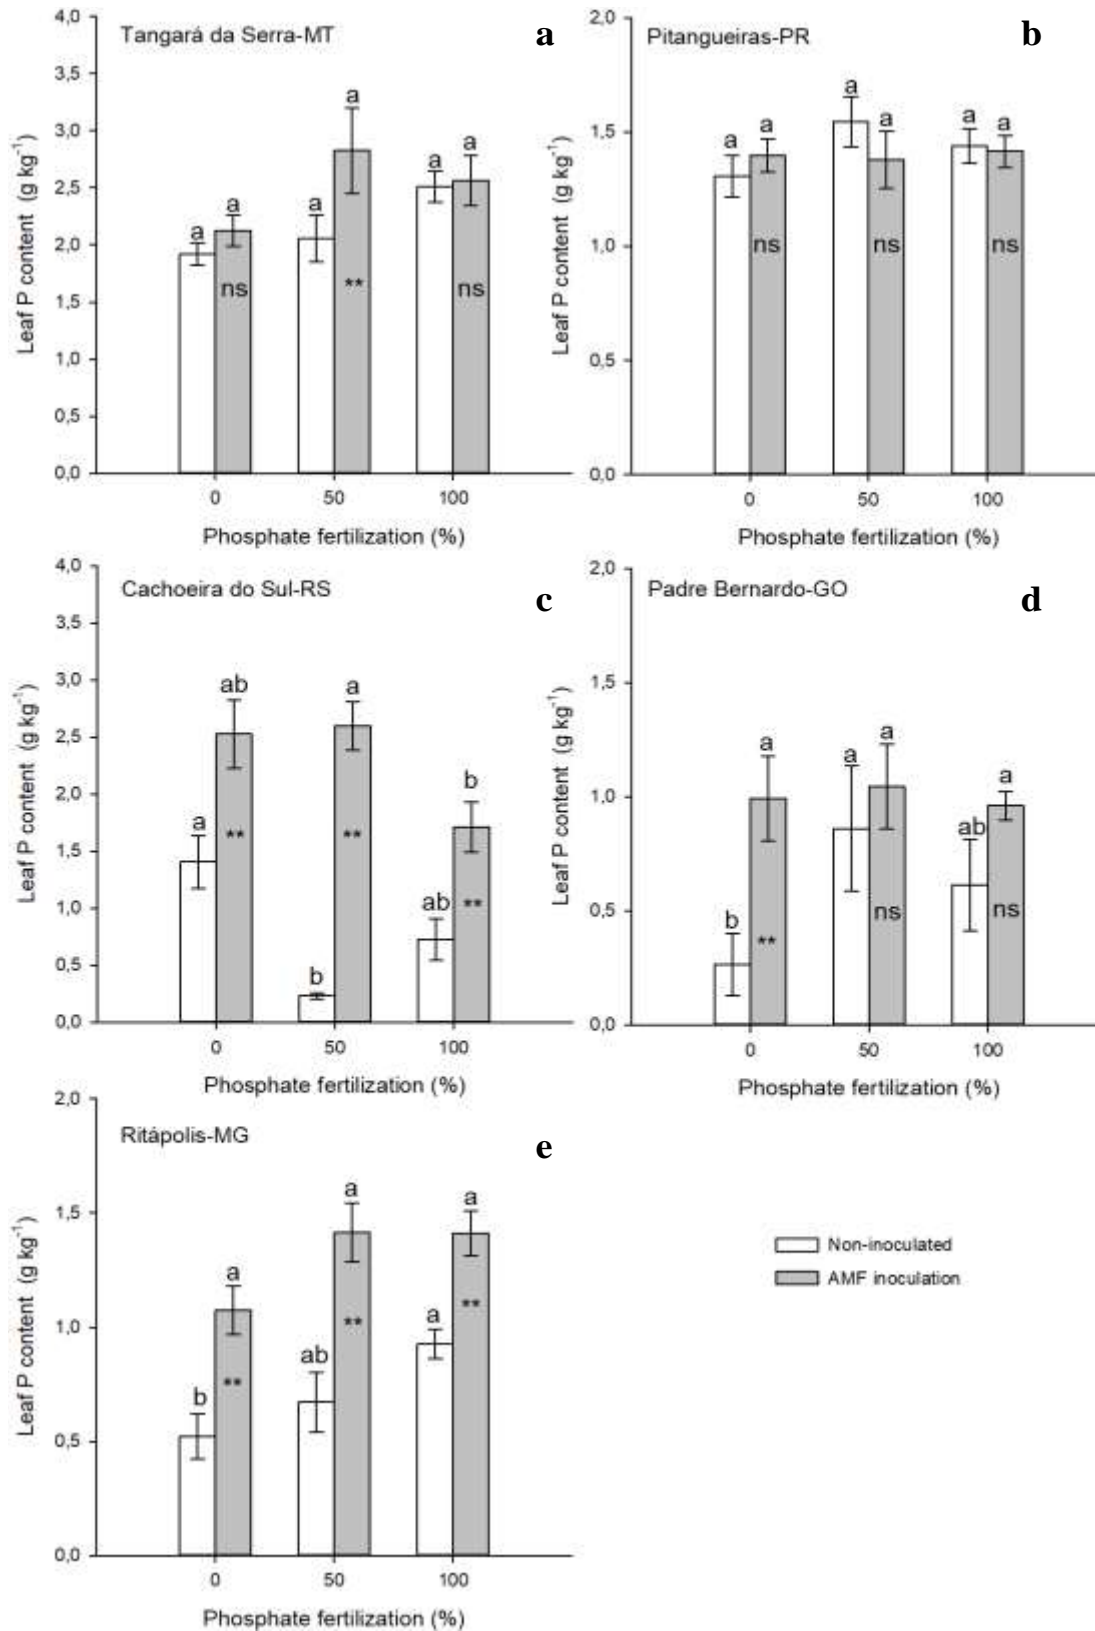 Tangará da Serra-MT
a
4,0
3,5
3,0
2,5
2,0
1,5
1,0
0,5
0,0
Leaf P content (g kg⁻¹)
a
a
ns
a
a
**
a
a
ns
0
50
100
Phosphate fertilization (%)
Pitangueiras-PR
b
2,0
1,5
1,0
0,5
0,0
Leaf P content (g kg⁻¹)
a
a
ns
a
a
ns
a
a
ns
0
50
100
Phosphate fertilization (%)
Cachoeira do Sul-RS
c
4,0
3,5
3,0
2,5
2,0
1,5
1,0
0,5
0,0
Leaf P content (g kg⁻¹)
a
ab
**
b
a
**
ab
b
**
0
50
100
Phosphate fertilization (%)
Padre Bernardo-GO
d
2,0
1,5
1,0
0,5
0,0
Leaf P content (g kg⁻¹)
b
a
**
a
a
ns
ab
a
ns
0
50
100
Phosphate fertilization (%)
Ritápolis-MG
e
2,0
1,5
1,0
0,5
0,0
Leaf P content (g kg⁻¹)
b
a
**
ab
a
**
a
a
**
0
50
100
Phosphate fertilization (%)
Non-inoculated
AMF inoculation